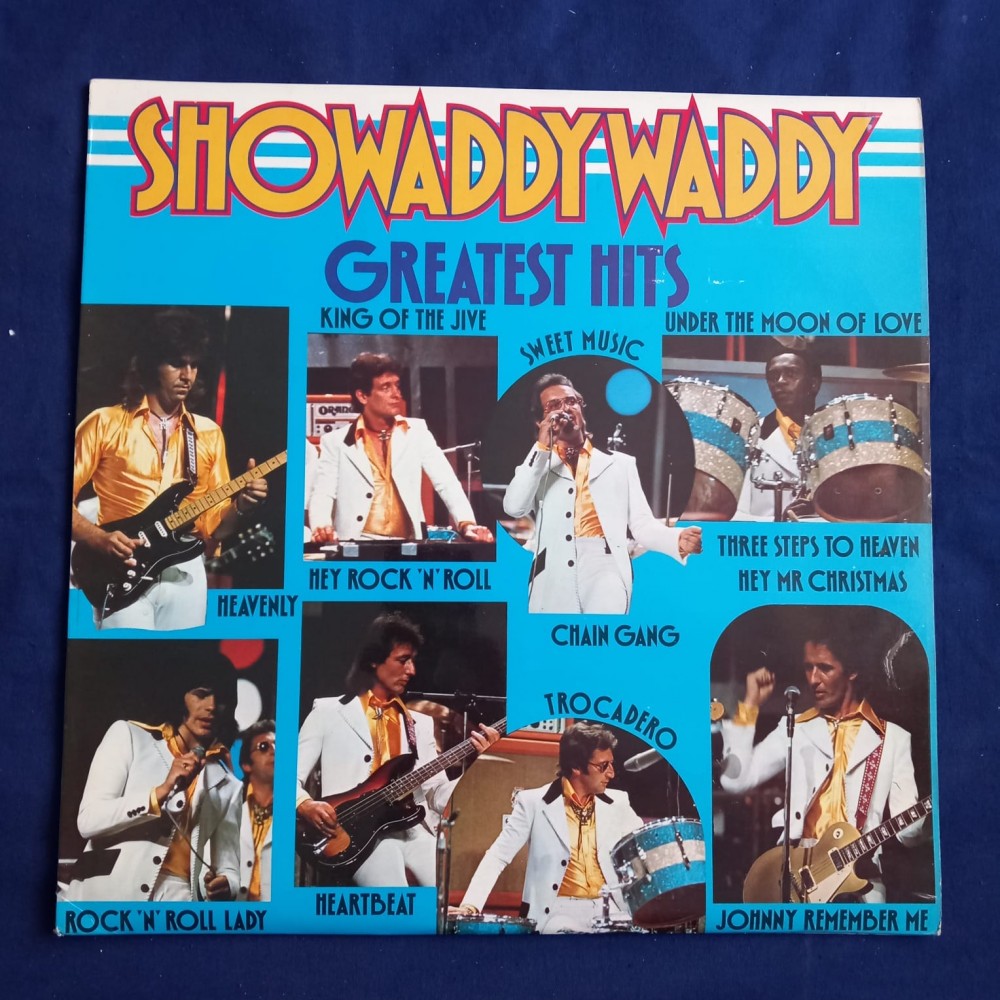 SHOWADDYWADDY
GREATEST HITS
KING OF THE JIVE
UNDER THE MOON OF LOVE
SWEET MUSIC
ORANG
THREE STEPS TO HEAVEN
HEY MR CHRISTMAS
HEY ROCK 'N' ROLL
HEAVENLY
CHAIN GANG
TROCADERO
HEARTBEAT
ROCK 'N' ROLL LADY
JOHNNY REMEMBER ME